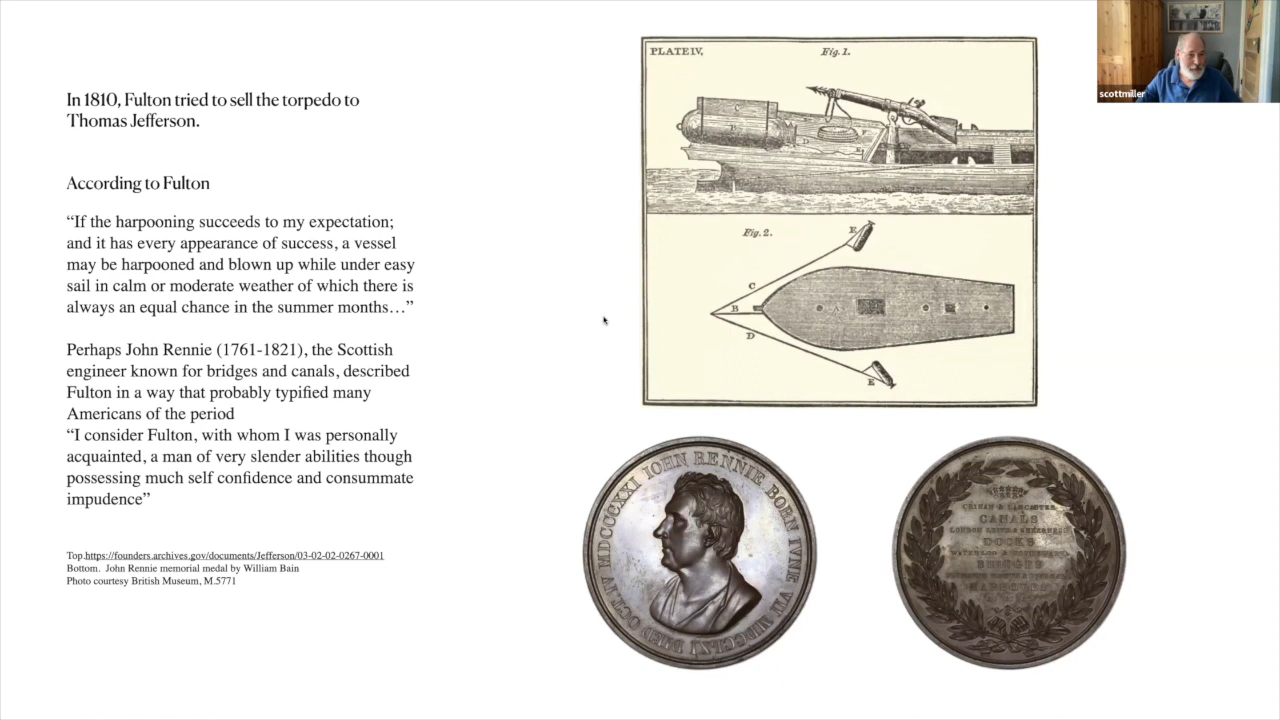 In 1810, Fulton tried to sell the torpedo to
Thomas Jefferson.
According to Fulton
“If the harpooning succeeds to my expectation;
and it has every appearance of success, a vessel
may be harpooned and blown up while under easy
sail in calm or moderate weather of which there is
always an equal chance in the summer months…”
Perhaps John Rennie (1761-1821), the Scottish
engineer known for bridges and canals, described
Fulton in a way that probably typified many
Americans of the period
“I consider Fulton, with whom I was personally
acquainted, a man of very slender abilities though
possessing much self confidence and consummate
impudence”
Top.https://founders.archives.gov/documents/Jefferson/03-02-02-0267-0001
Bottom. John Rennie memorial medal by William Bain
Photo courtesy British Museum, M.5771
PLATE IV,
Fig. 1.
C
B
Fig. 2.
E
C
B
A
D
E
JOHN RENNIE BORN IVNE VII MDCCLXI DIED OCT IV MDCCCXXI
CRINAN & LANCASTER
CANALS
DOCKS
BRIDGES
scottmiller